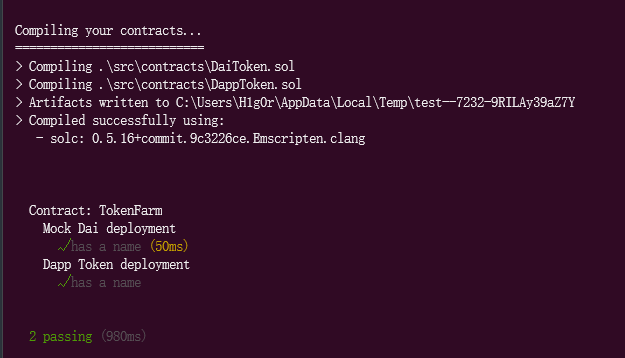 Compiling your contracts...
===========================
> Compiling .\src\contracts\DaiToken.sol
> Compiling .\src\contracts\DappToken.sol
> Artifacts written to C:\Users\H1g0r\AppData\Local\Temp\test--7232-9RILAy39aZ7Y
> Compiled successfully using:
- solc: 0.5.16+commit.9c3226ce.Emscripten.clang
Contract: TokenFarm
Mock Dai deployment
√ has a name (50ms)
Dapp Token deployment
√ has a name
2 passing (980ms)